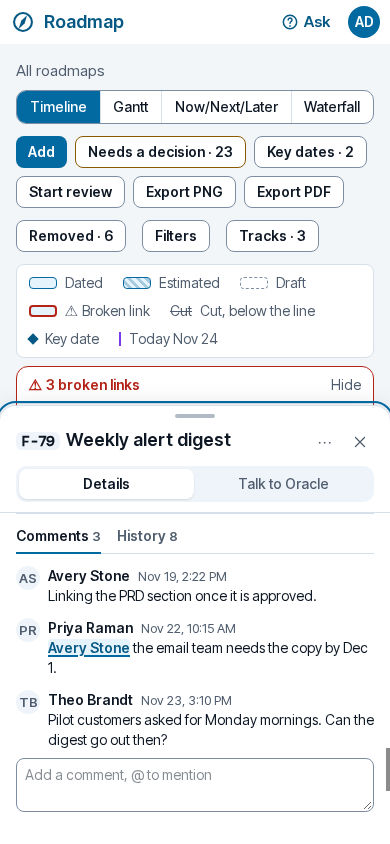 Roadmap
Ask
AD
All roadmaps
Timeline
Gantt
Now/Next/Later
Waterfall
Add
Needs a decision · 23
Key dates · 2
Start review
Export PNG
Export PDF
Removed · 6
Filters
Tracks · 3
Dated
Estimated
Draft
⚠ Broken link
Cut Cut, below the line
Key date
Today Nov 24
⚠ 3 broken links
Hide
F-79 Weekly alert digest
Details
Talk to Oracle
Comments 3
History 8
AS
Avery Stone Nov 19, 2:22 PM
Linking the PRD section once it is approved.
PR
Priya Raman Nov 22, 10:15 AM
Avery Stone the email team needs the copy by Dec
1.
TB
Theo Brandt Nov 23, 3:10 PM
Pilot customers asked for Monday mornings. Can the
digest go out then?
Add a comment, @ to mention